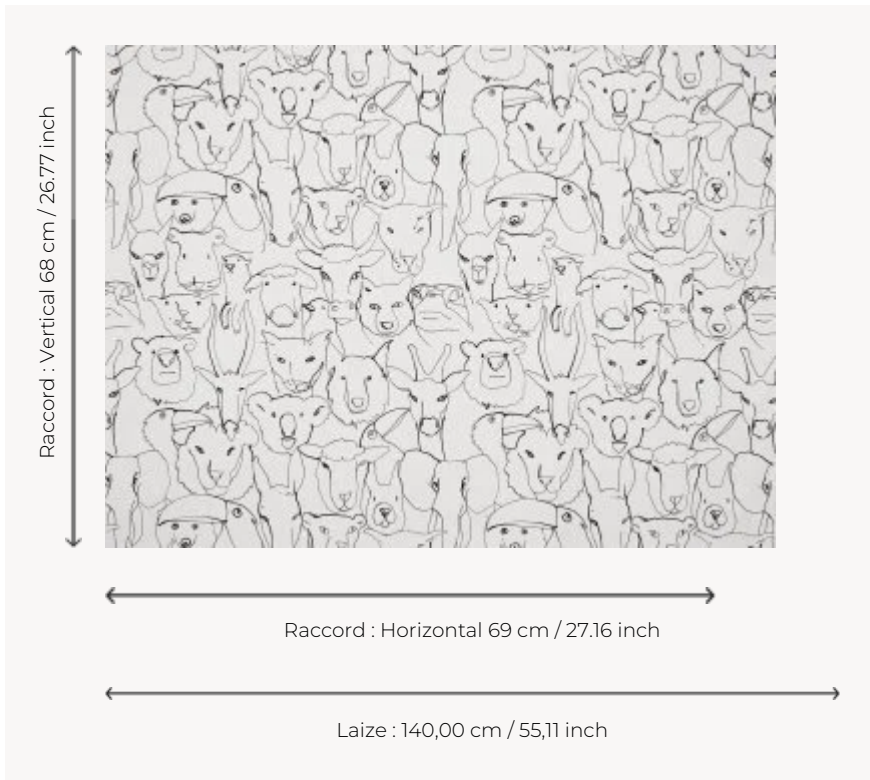 Raccord : Vertical 68 cm / 26.77 inch
Raccord : Horizontal 69 cm / 27.16 inch
Laize : 140,00 cm / 55,11 inch